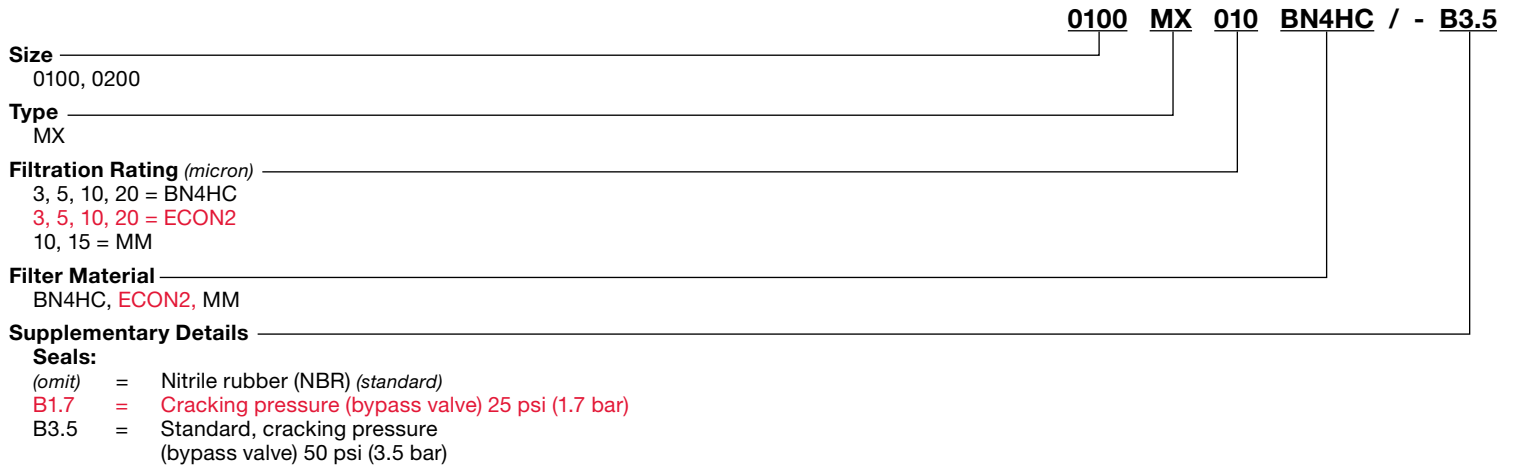 0100 MX 010 BN4HC / - B3.5
Size
0100, 0200
Type
MX
Filtration Rating (micron)
3, 5, 10, 20 = BN4HC
3, 5, 10, 20 = ECON2
10, 15 = MM
Filter Material
BN4HC, ECON2, MM
Supplementary Details
Seals:
(omit) = Nitrile rubber (NBR) (standard)
B1.7 = Cracking pressure (bypass valve) 25 psi (1.7 bar)
B3.5 = Standard, cracking pressure
(bypass valve) 50 psi (3.5 bar)